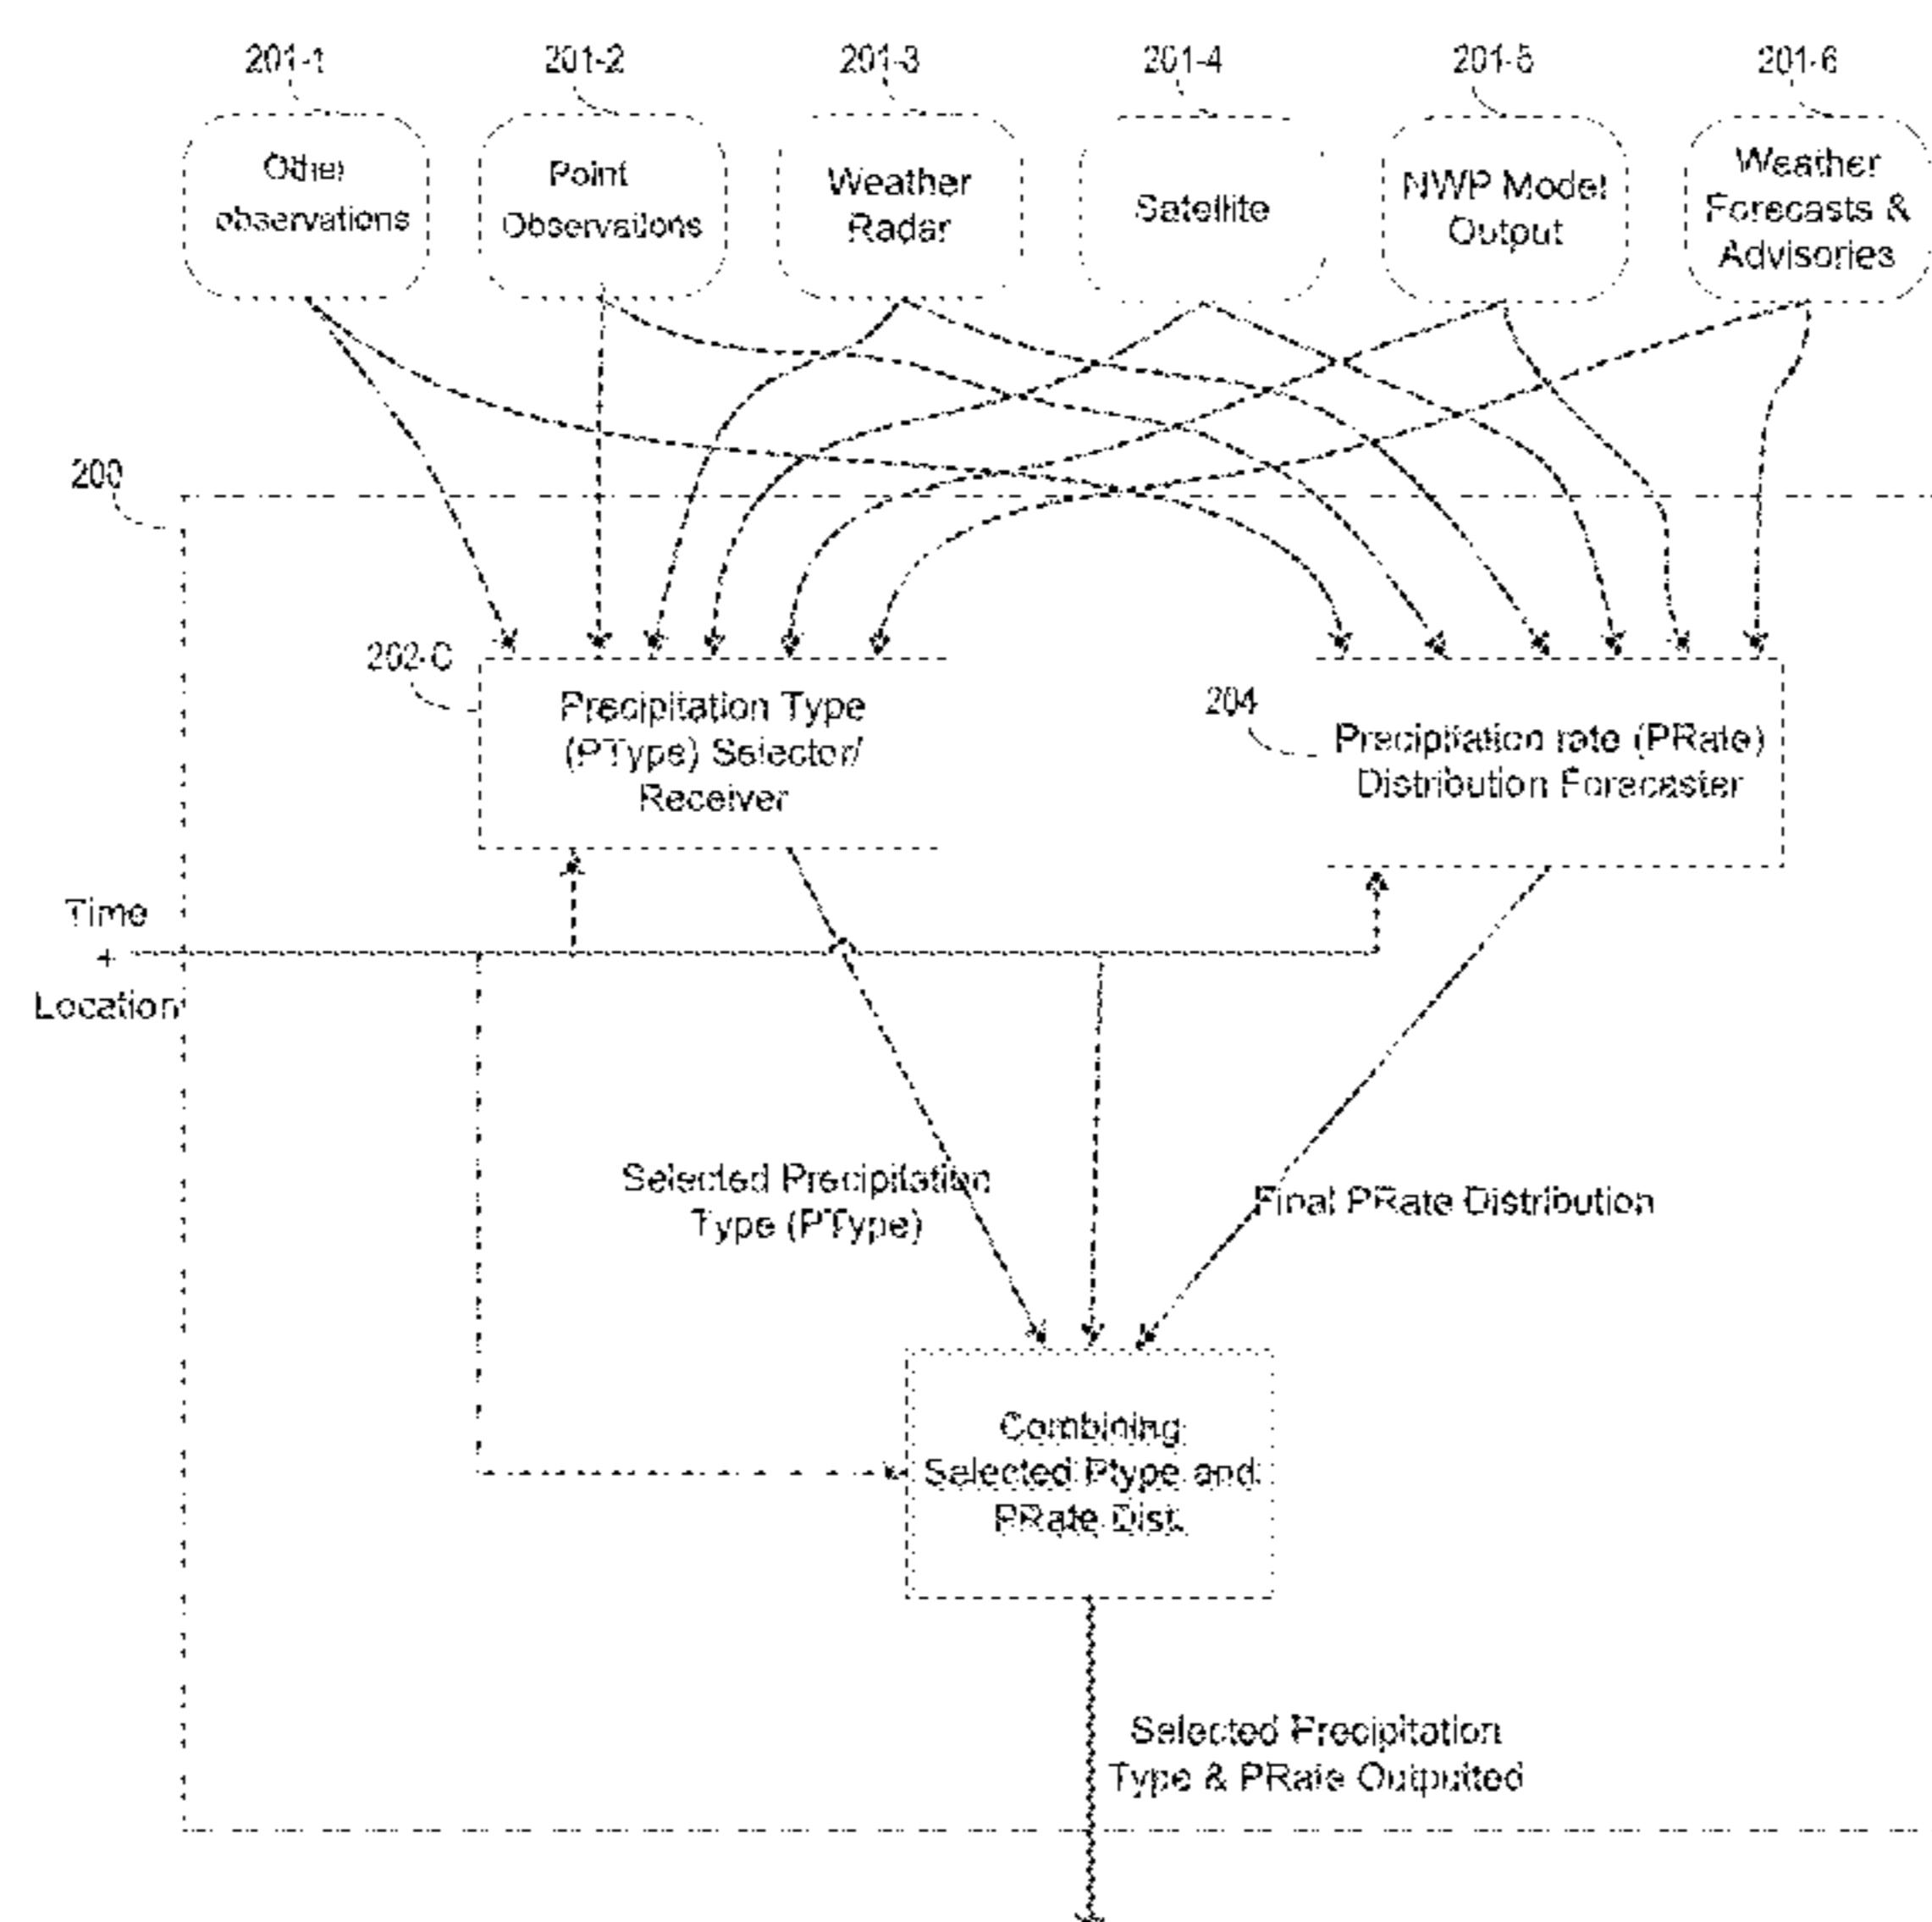 201-1 201-2 201-3 201-4 201-5 201-6
Other
observations
Point
Observations
Weather
Radar
Satellite
NWP Model
Output
Weather
Forecasts &
Advisories
200
202-C
Precipitation Type
(PType) Selector/
Receiver
204
Precipitation rate (PRate)
Distribution Forecaster
Time
+
Location
Selected Precipitation
Type (PType)
Final PRate Distribution
Combining
Selected Ptype and
PRate Dist.
Selected Precipitation
Type & PRate Outputted